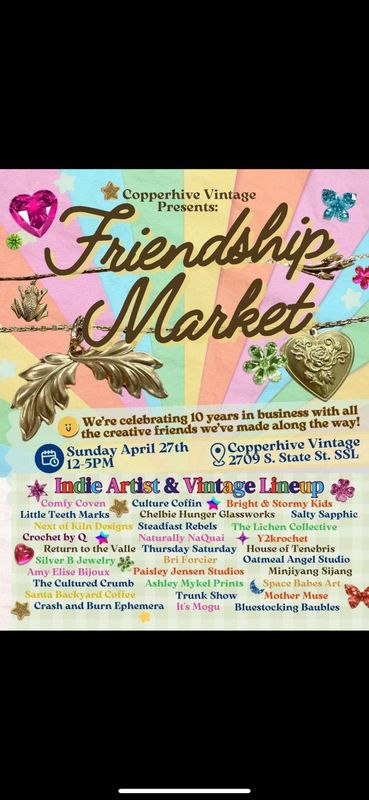 Copperhive Vintage
Presents:
Friendship
Market
We're celebrating 10 years in business with all
the creative friends we've made along the way!
Sunday April 27th
12-5PM
Copperhive Vintage
2709 S. State St. SSL
Indie Artist & Vintage Lineup
Comfy Coven Culture Coffin Bright & Stormy Kids
Little Teeth Marks Chelbie Hunger Glassworks Salty Sapphic
Next of Kiln Designs Steadfast Rebels The Lichen Collective
Crochet by Q Naturally NaQuai Y2krochet
Return to the Valle Thursday Saturday House of Tenebris
Silver B Jewelry Bri Forcier Oatmeal Angel Studio
Amy Elise Bijoux Paisley Jensen Studios Minjiyang Sijang
The Cultured Crumb Ashley Mykel Prints Space Babes Art
Santa Backyard Coffee Trunk Show Mother Muse
Crash and Burn Ephemera It's Mogu Bluestocking Baubles